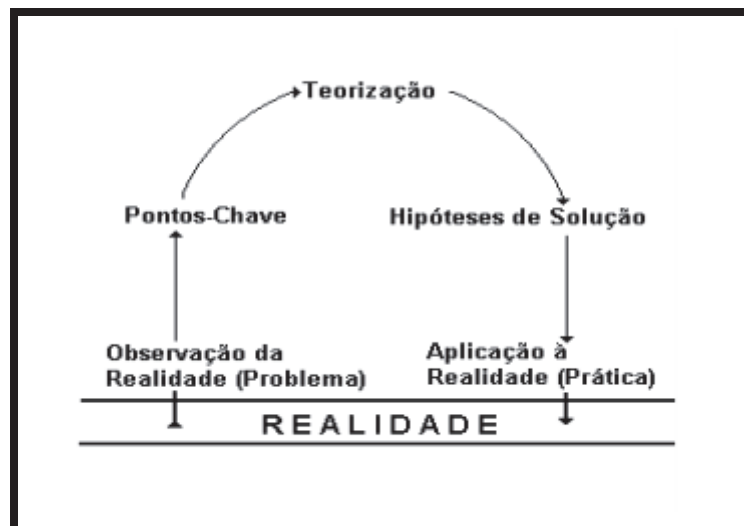 Teorização
Pontos-Chave
Hipóteses de Solução
Observação da
Realidade (Problema)
Aplicação à
Realidade (Prática)
REALIDADE